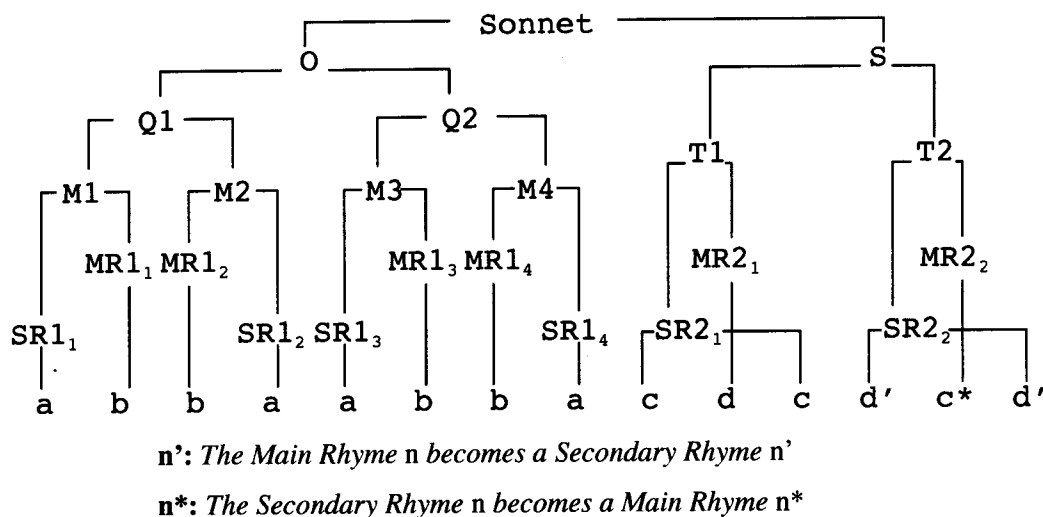 Sonnet
O S
Q1 Q2
T1 T2
M1 M2 M3 M4
MR1₁ MR1₂ MR1₃ MR1₄ MR2₁ MR2₂
SR1₁ SR1₂ SR1₃ SR1₄ SR2₁ SR2₂
a b b a a b b a c d c d' c* d'
n': The Main Rhyme n becomes a Secondary Rhyme n'
n*: The Secondary Rhyme n becomes a Main Rhyme n*